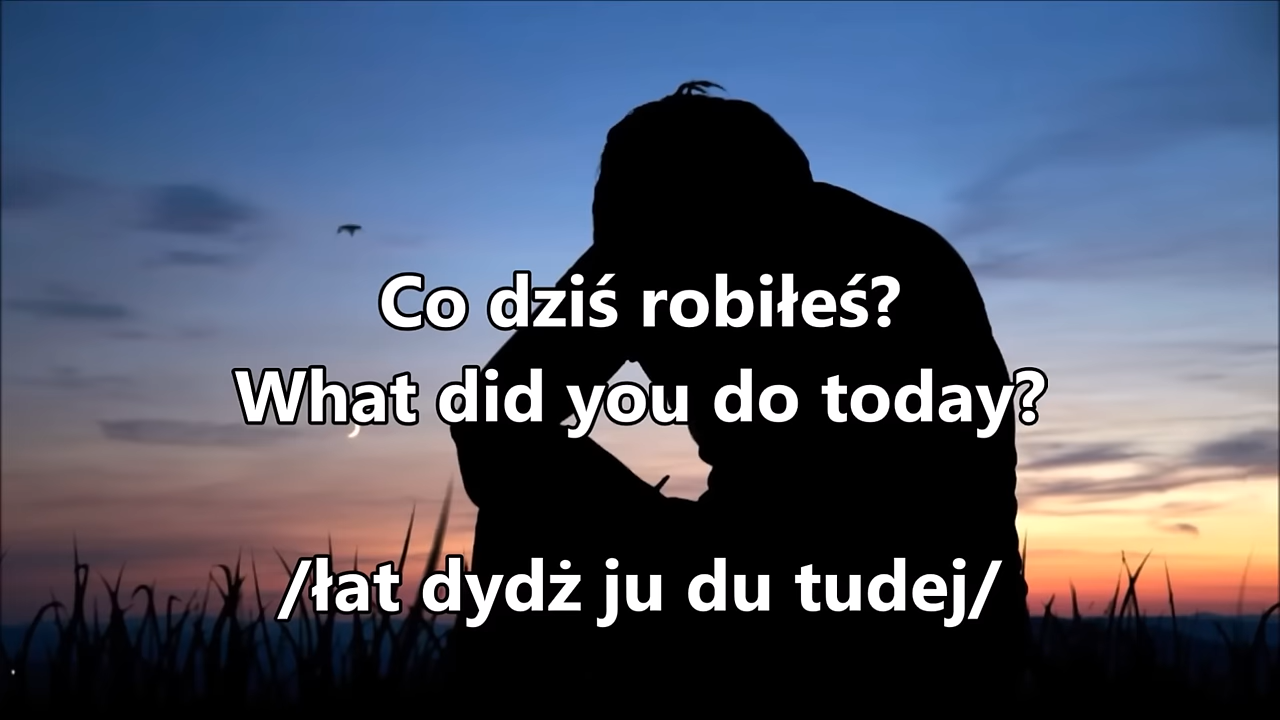 Co dziś robiłeś?
What did you do today?
/łat dydż ju du tudej/